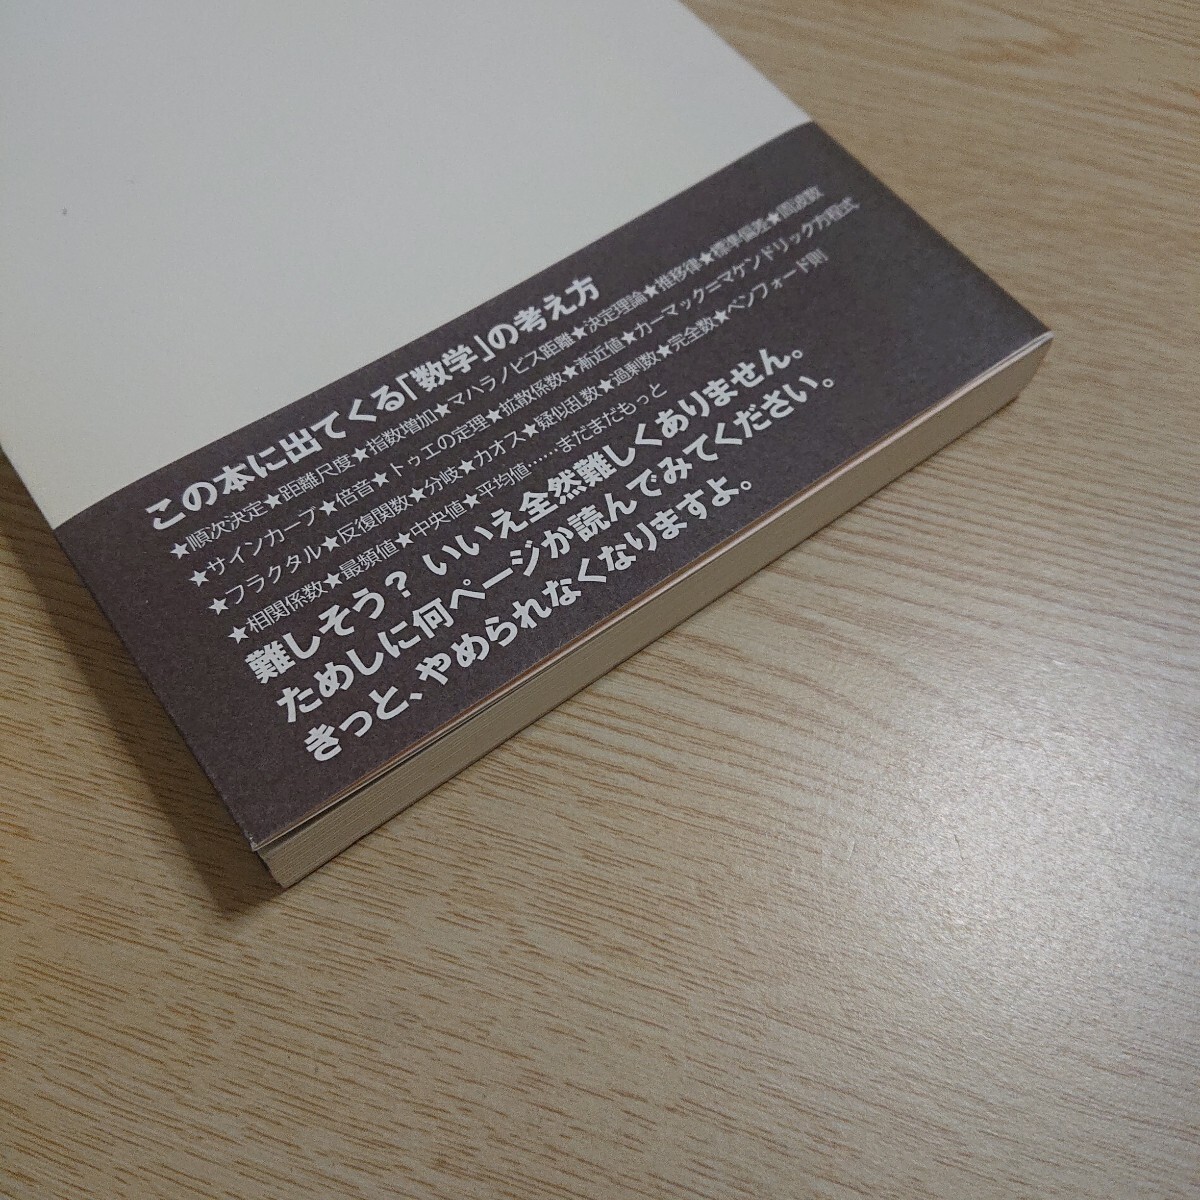 この本に出てくる「数学」の考え方
★順次決定★距離尺度★指数増加★マハラノビス距離★決定理論★推移律★標準偏差★周波数
★サインカーブ★倍音★トゥエの定理★拡散係数★漸近値★カーマック=マケンドリック方程式
★フラクタル★反復関数★分岐★カオス★疑似乱数★過剰数★完全数★ベンフォード則
★相関係数★最頻値★中央値★平均値……まだまだもっと
難しそう? いいえ全然難しくありません。
ためしに何ページか読んでみてください。
きっと、やめられなくなりますよ。